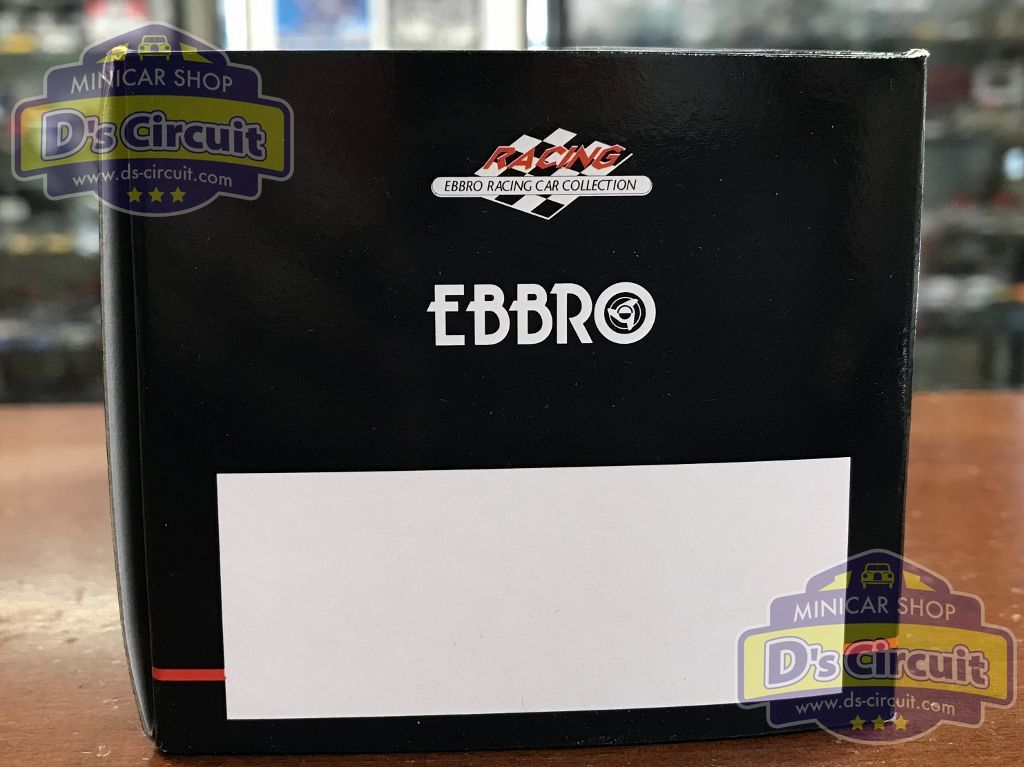 MINICAR SHOP
D's Circuit
www.ds-circuit.com
RACING
EBBRO RACING CAR COLLECTION
EBBRO
MINICAR SHOP
D's Circuit
www.ds-circuit.com